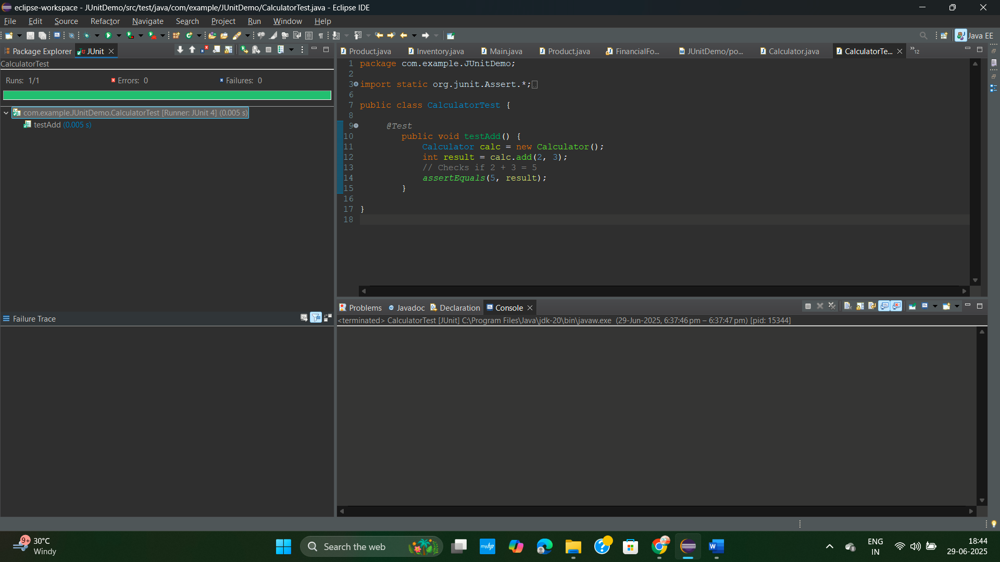 eclipse-workspace - JUnitDemo/src/test/java/com/example/JUnitDemo/CalculatorTest.java - Eclipse IDE
File Edit Source Refactor Navigate Search Project Run Window Help
Java EE
Package Explorer JUnit
CalculatorTest
Runs: 1/1 Errors: 0 Failures: 0
com.example.JUnitDemo.CalculatorTest [Runner: JUnit 4] (0.005 s)
testAdd (0.005 s)
Failure Trace
Product.java Inventory.java Main.java Product.java FinancialFo... JUnitDemo/po... Calculator.java CalculatorTe... »12
1 package com.example.JUnitDemo;
2
3 import static org.junit.Assert.*;
6
7 public class CalculatorTest {
8
9 @Test
10 public void testAdd() {
11 Calculator calc = new Calculator();
12 int result = calc.add(2, 3);
13 // Checks if 2 + 3 = 5
14 assertEquals(5, result);
15 }
16
17 }
18
Problems Javadoc Declaration Console
<terminated> CalculatorTest [JUnit] C:\Program Files\Java\jdk-20\bin\javaw.exe (29-Jun-2025, 6:37:46 pm – 6:37:47 pm) [pid: 15344]
9+
30°C
Windy
Search the web
myhp
W
ENG
IN
18:44
29-06-2025